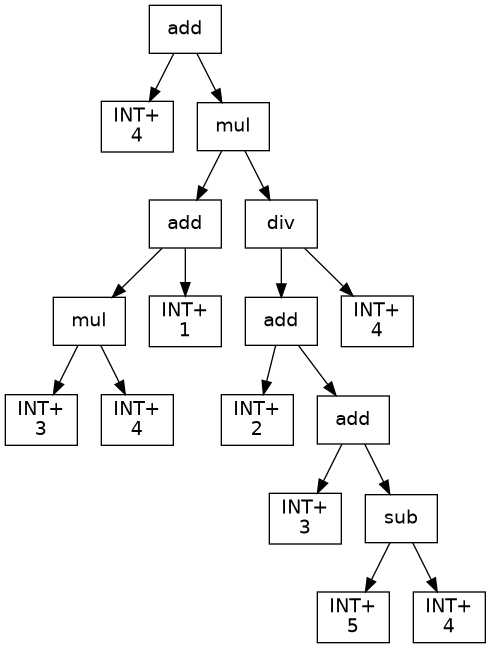 add
INT+
4
mul
add
div
mul
INT+
1
add
INT+
4
INT+
3
INT+
4
INT+
2
add
INT+
3
sub
INT+
5
INT+
4